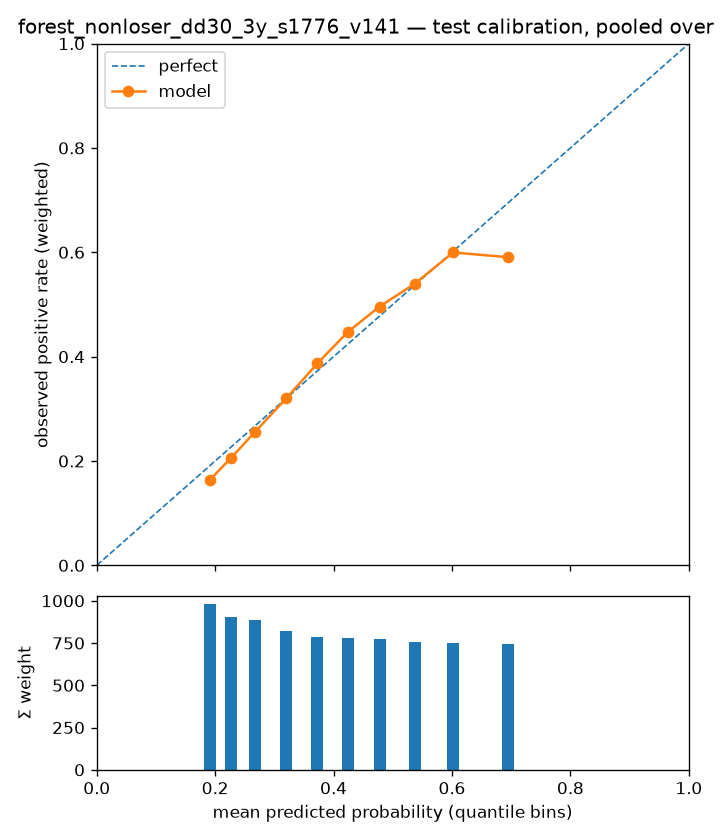 forest_nonloser_dd30_3y_s1776_v141 — test calibration, pooled over
1.0
perfect
model
0.8
0.6
0.4
0.2
0.0
observed positive rate (weighted)
1000
750
500
250
0
Σ weight
0.0 0.2 0.4 0.6 0.8 1.0
mean predicted probability (quantile bins)